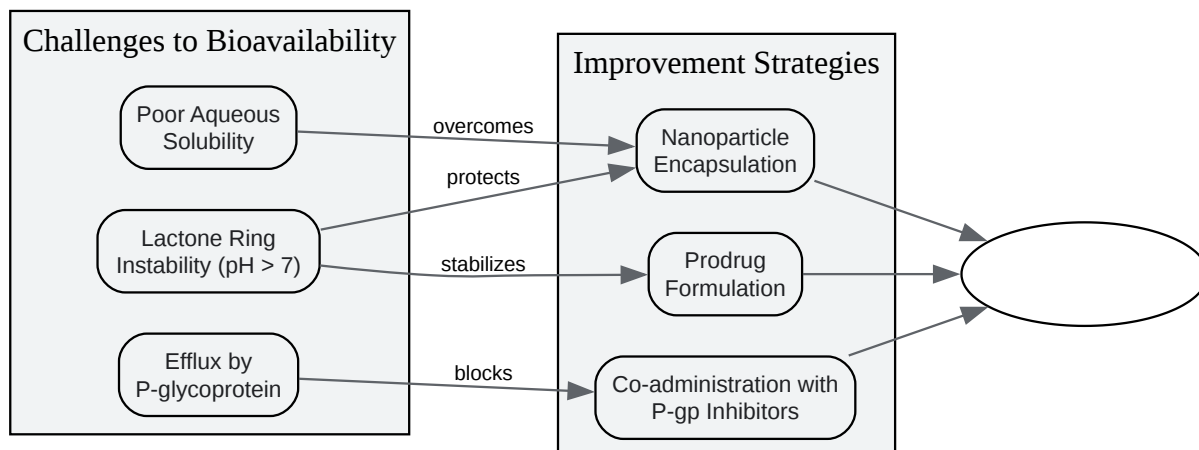 Challenges to Bioavailability
Poor Aqueous
Solubility
Lactone Ring
Instability (pH > 7)
Efflux by
P-glycoprotein
overcomes
protects
stabilizes
blocks
Improvement Strategies
Nanoparticle
Encapsulation
Prodrug
Formulation
Co-administration with
P-gp Inhibitors